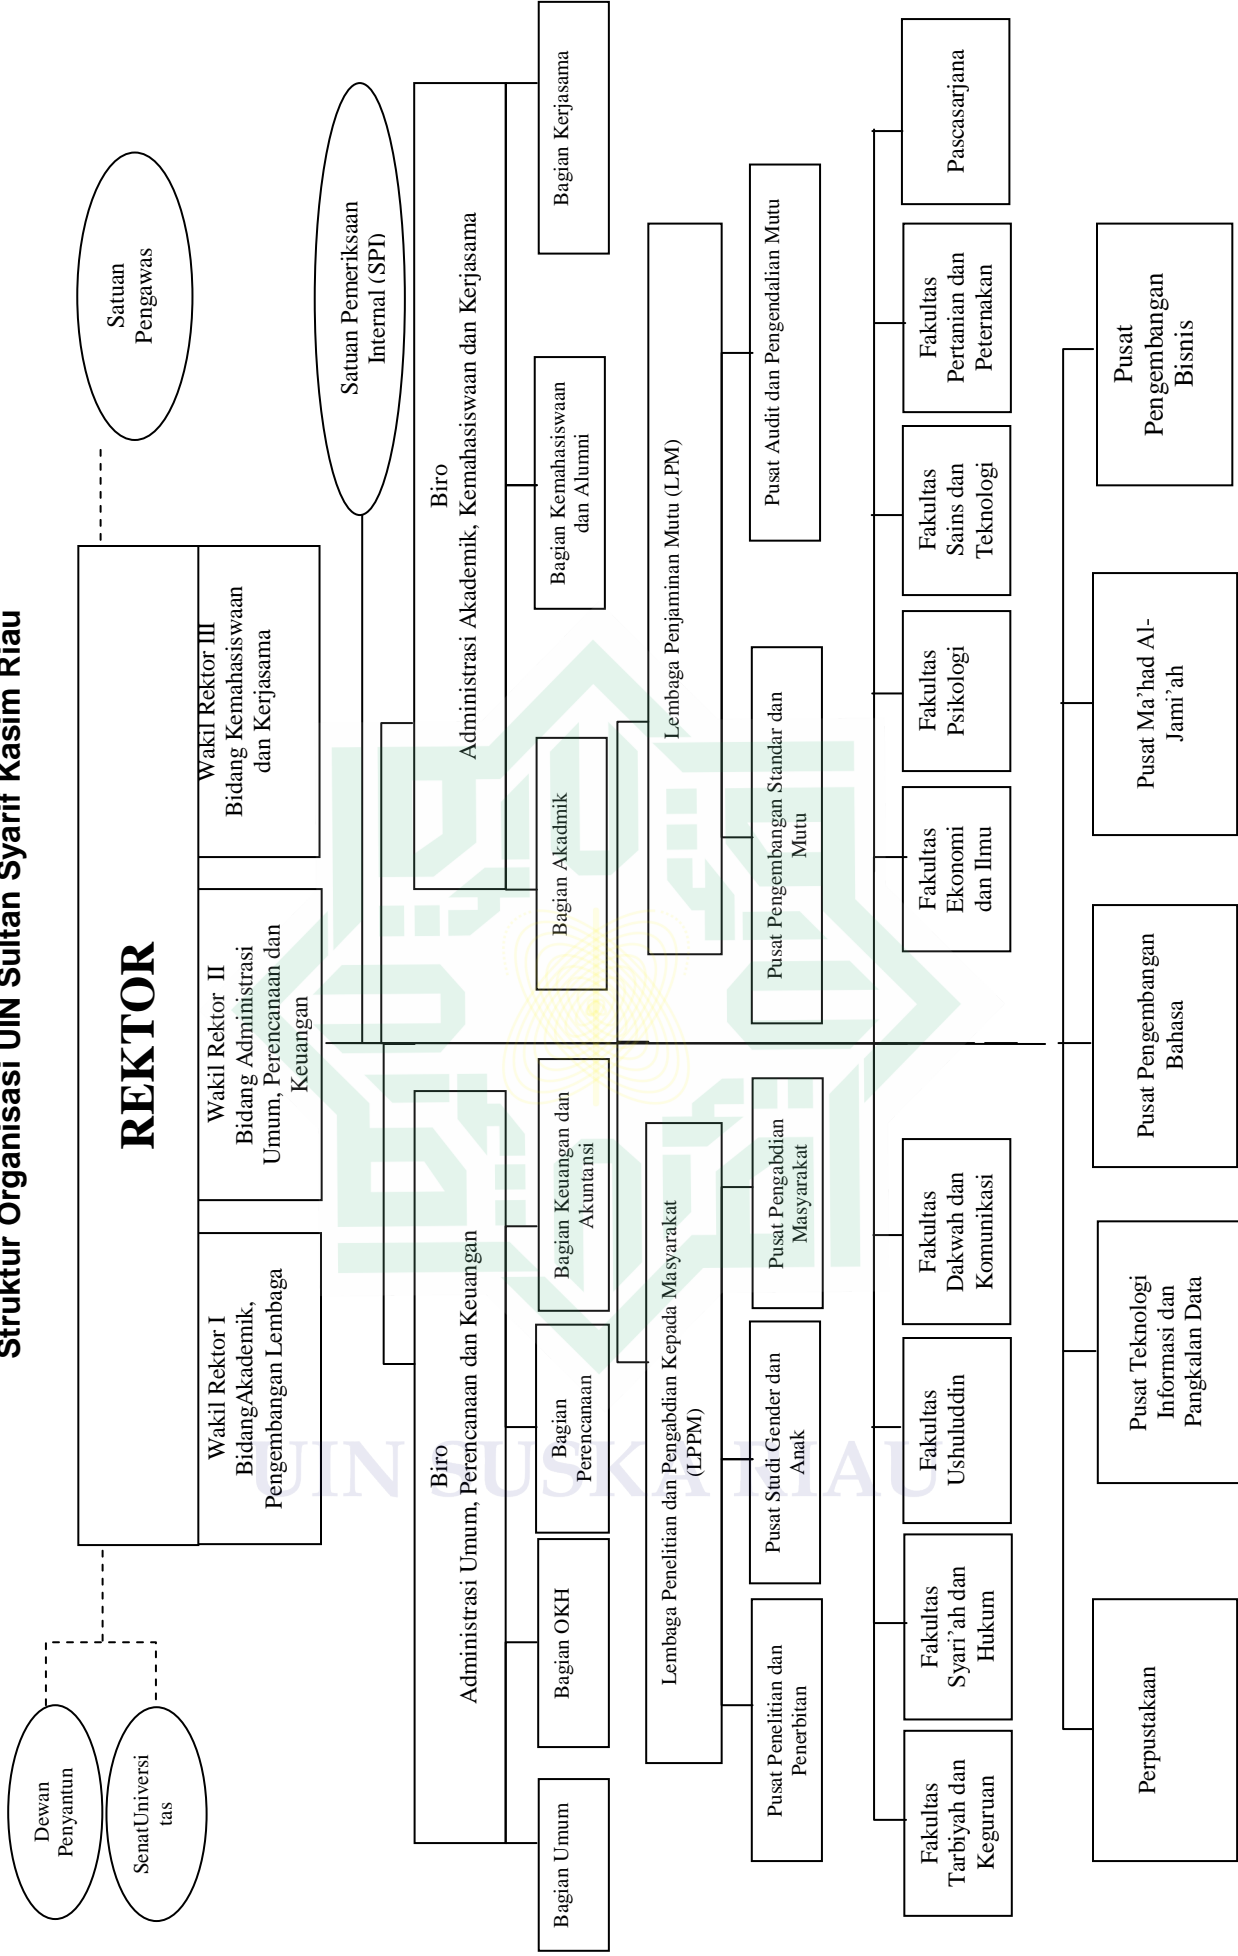 Struktur Organisasi UIN Sultan Syarif Kasim Riau
Dewan
Penyantun
SenatUniversi
tas
REKTOR
Satuan
Pengawas
Wakil Rektor I
BidangAkademik,
Pengembangan Lembaga
Wakil Rektor II
Bidang Administrasi
Umum, Perencanaan dan
Keuangan
Wakil Rektor III
Bidang Kemahasiswaan
dan Kerjasama
Satuan Pemeriksaan
Internal (SPI)
Biro
Administrasi Umum, Perencanaan dan Keuangan
Biro
Administrasi Akademik, Kemahasiswaan dan Kerjasama
Bagian Umum
Bagian OKH
Bagian
Perencanaan
Bagian Keuangan dan
Akuntansi
Bagian Akadmik
Bagian Kemahasiswaan
dan Alumni
Bagian Kerjasama
Lembaga Penelitian dan Pengabdian Kepada Masyarakat
(LPPM)
Lembaga Penjaminan Mutu (LPM)
Pusat Penelitian dan
Penerbitan
Pusat Studi Gender dan
Anak
Pusat Pengabdian
Masyarakat
Pusat Pengembangan Standar dan
Mutu
Pusat Audit dan Pengendalian Mutu
Fakultas
Tarbiyah dan
Keguruan
Fakultas
Syari’ah dan
Hukum
Fakultas
Ushuluddin
Fakultas
Dakwah dan
Komunikasi
Fakultas
Ekonomi
dan Ilmu
Fakultas
Psikologi
Fakultas
Sains dan
Teknologi
Fakultas
Pertanian dan
Peternakan
Pascasarjana
Perpustakaan
Pusat Teknologi
Informasi dan
Pangkalan Data
Pusat Pengembangan
Bahasa
Pusat Ma’had Al-
Jami’ah
Pusat
Pengembangan
Bisnis
UIN SUSKA RIAU